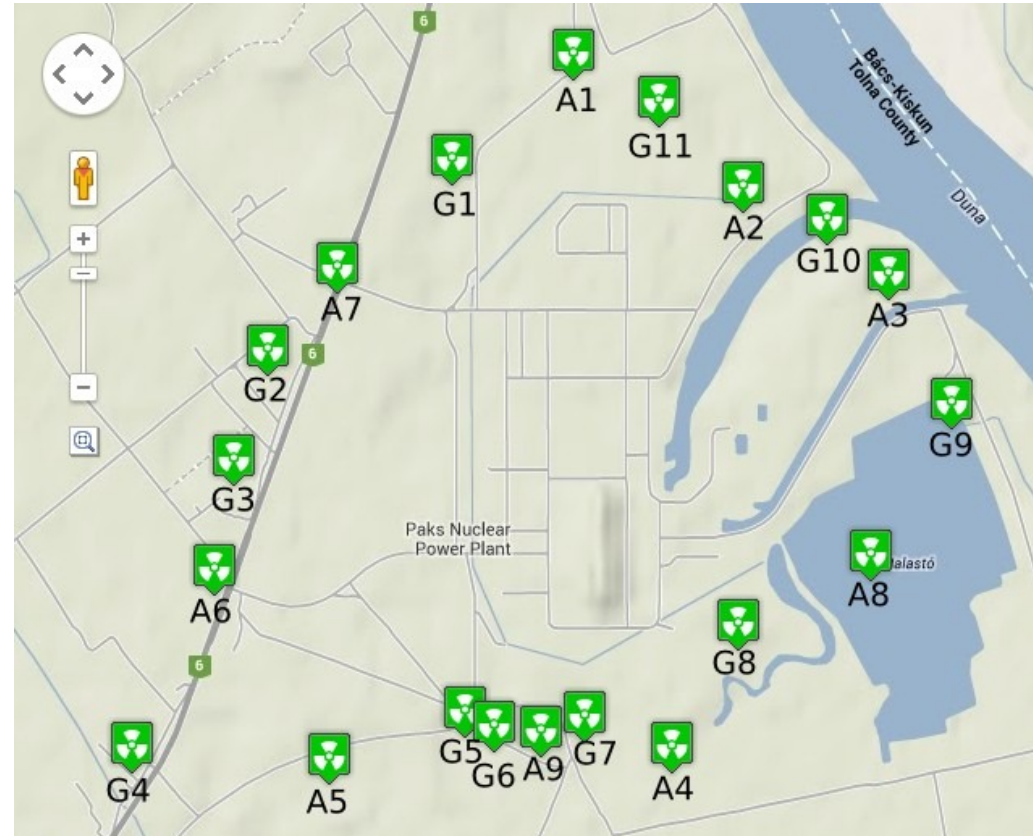 6
A1
Bács-Kiskun
Tolna County
G11
G1
A2
Duna
G10
A7
A3
6
G2
G9
G3
Paks Nuclear
Power Plant
A6
A8
G8
6
G5
G6
A9
G7
G4
A5
A4